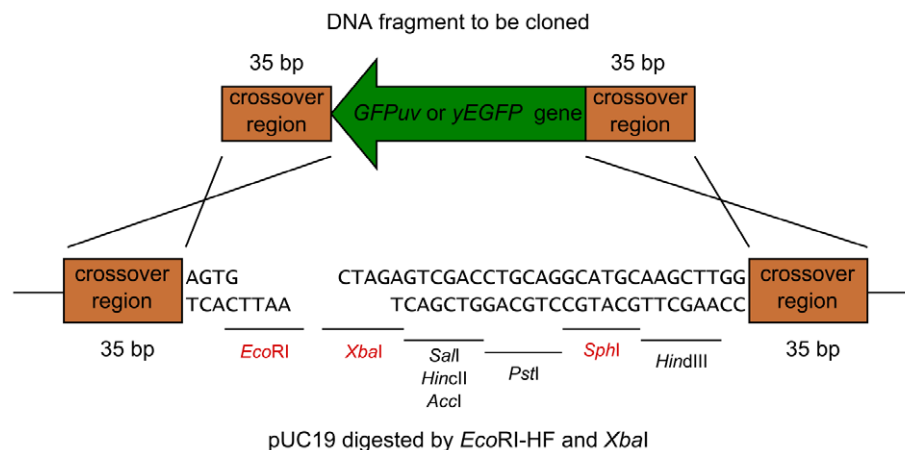 DNA fragment to be cloned
35 bp 35 bp
crossover region
GFPuv or yEGFP gene
crossover region
crossover region
AGTG CTAGAGTCGACCTGCAGGCATGCAAGCTTGG
TCACTTAA TCAGCTGGACGTCCGTACGTTCGAACC
crossover region
35 bp EcoRI XbaI SalI PstI SphI HindIII 35 bp
HincII
AccI
pUC19 digested by EcoRI-HF and XbaI